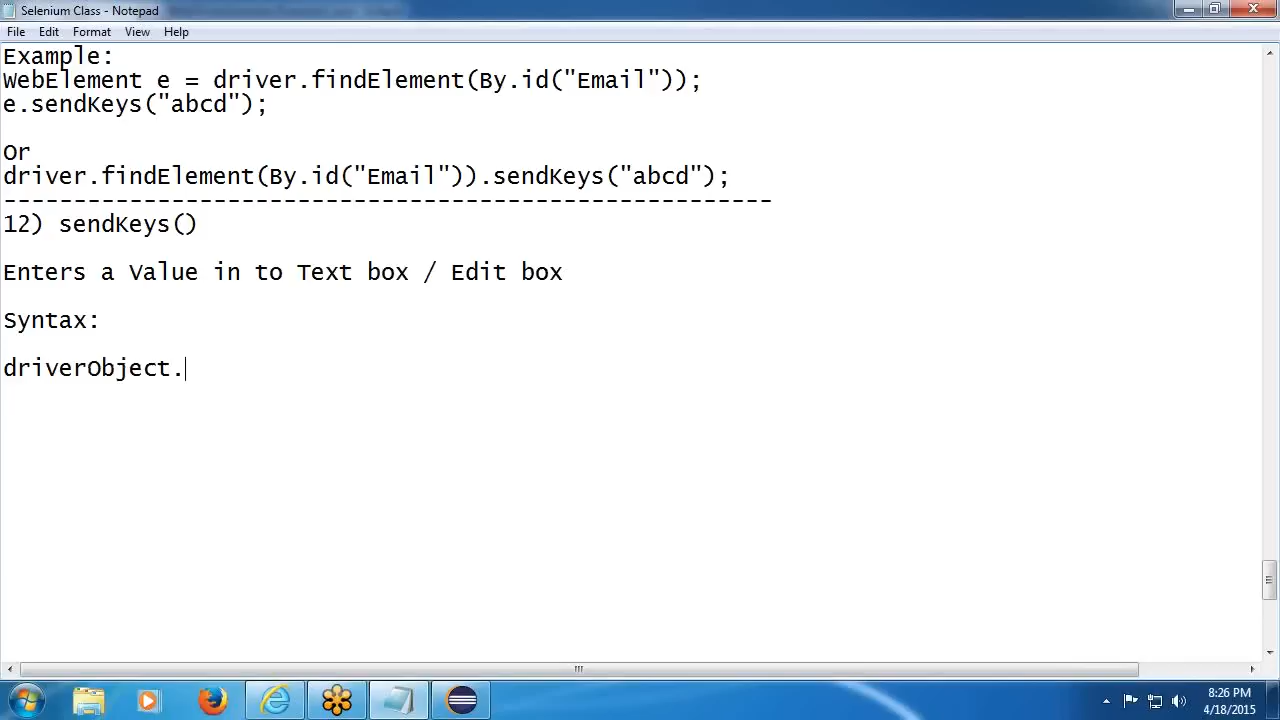 Selenium Class - Notepad
File Edit Format View Help
Example:
WebElement e = driver.findElement(By.id("Email"));
e.sendKeys("abcd");
Or
driver.findElement(By.id("Email")).sendKeys("abcd");
-------------------------------------------------------
12) sendKeys()
Enters a Value in to Text box / Edit box
Syntax:
driverObject.
8:26 PM
4/18/2015